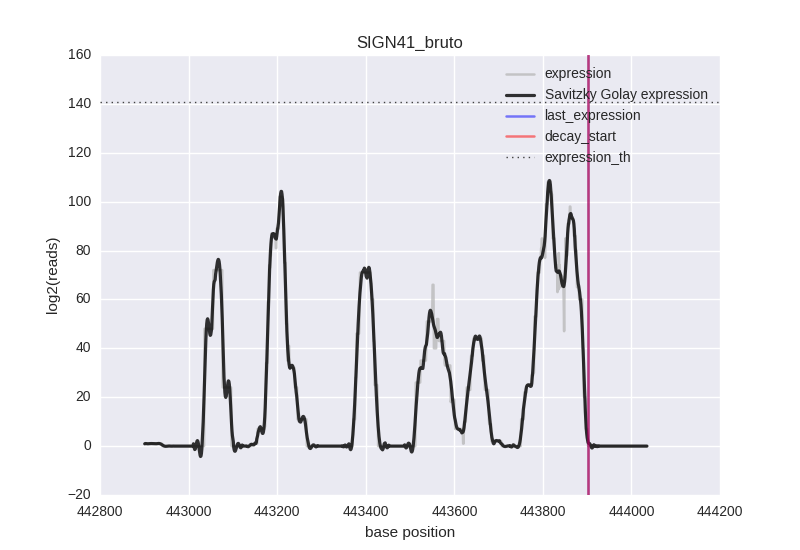 SIGN41_bruto
160
140
120
100
80
60
40
20
0
−20
log2(reads)
expression
Savitzky Golay expression
last_expression
decay_start
expression_th
442800 443000 443200 443400 443600 443800 444000 444200
base position